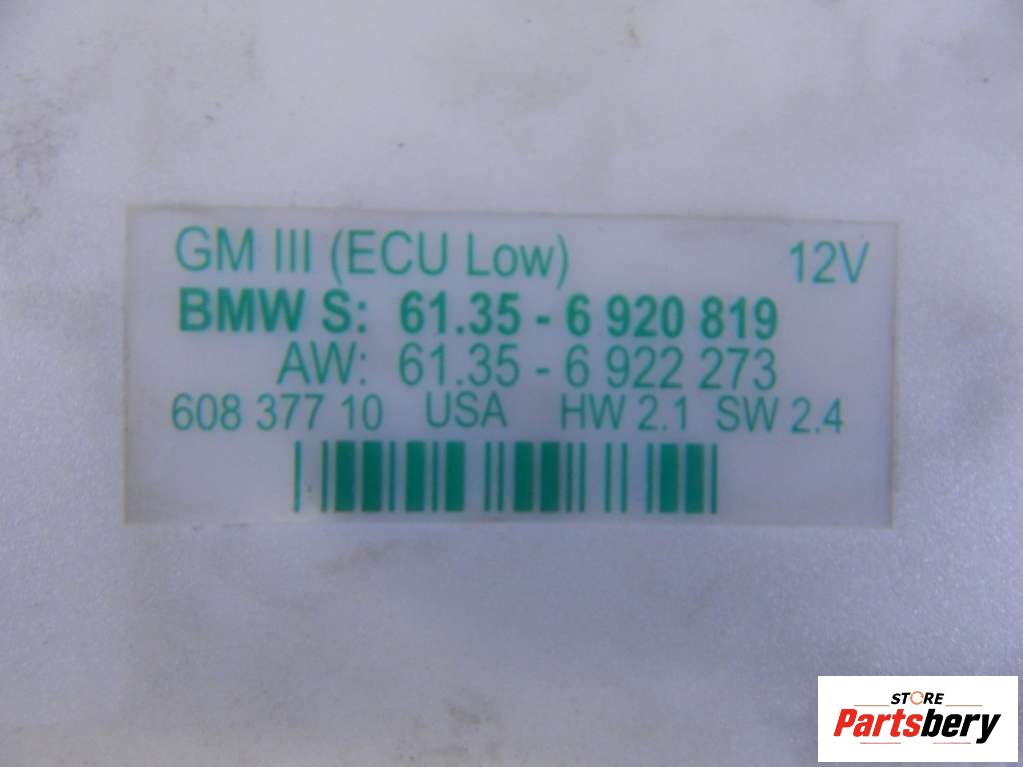 GM III (ECU Low) 12V
BMW S: 61.35 - 6 920 819
AW: 61.35 - 6 922 273
608 377 10 USA HW 2.1 SW 2.4
STORE
Partsbery